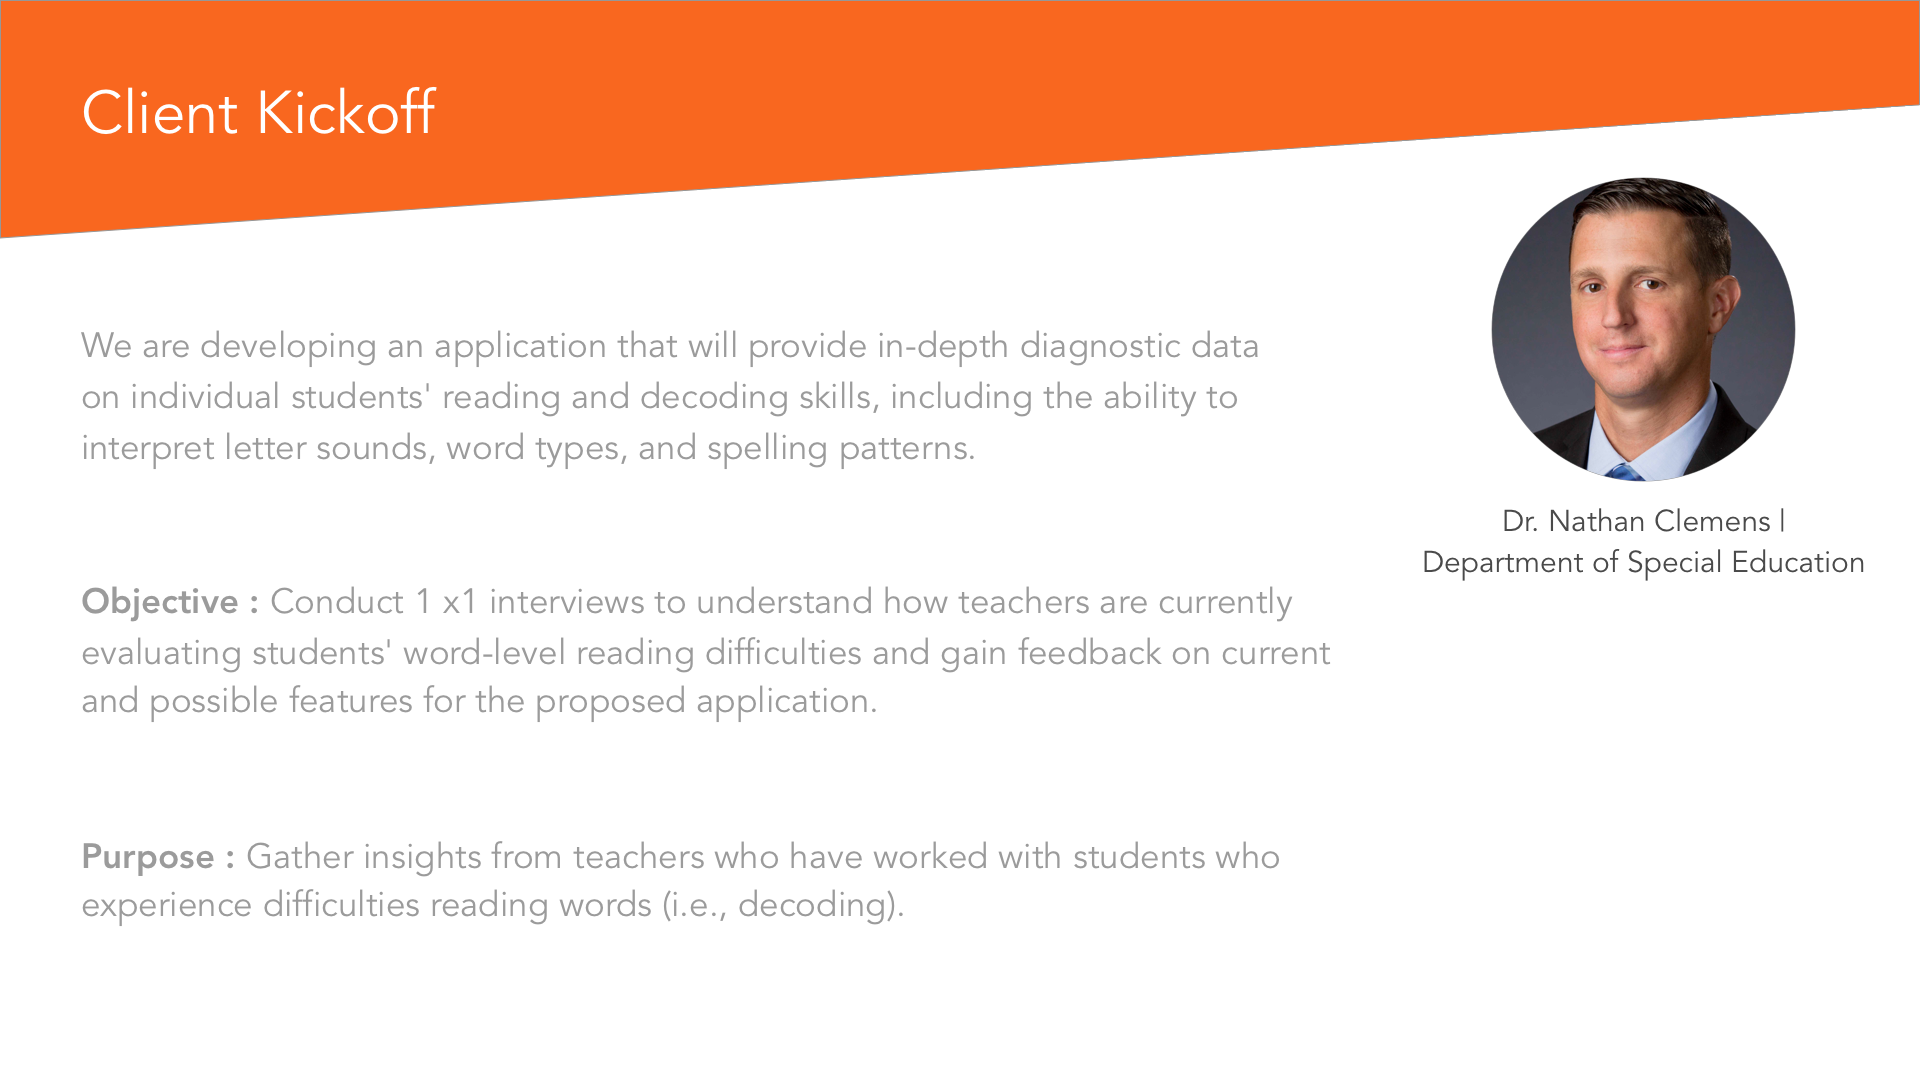 Client Kickoff
We are developing an application that will provide in-depth diagnostic data
on individual students' reading and decoding skills, including the ability to
interpret letter sounds, word types, and spelling patterns.
Dr. Nathan Clemens |
Department of Special Education
Objective : Conduct 1 x1 interviews to understand how teachers are currently
evaluating students' word-level reading difficulties and gain feedback on current
and possible features for the proposed application.
Purpose : Gather insights from teachers who have worked with students who
experience difficulties reading words (i.e., decoding).